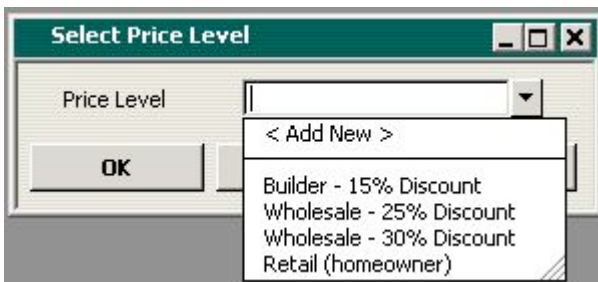 Select Price Level
Price Level
< Add New >
OK
Builder - 15% Discount
Wholesale - 25% Discount
Wholesale - 30% Discount
Retail (homeowner)